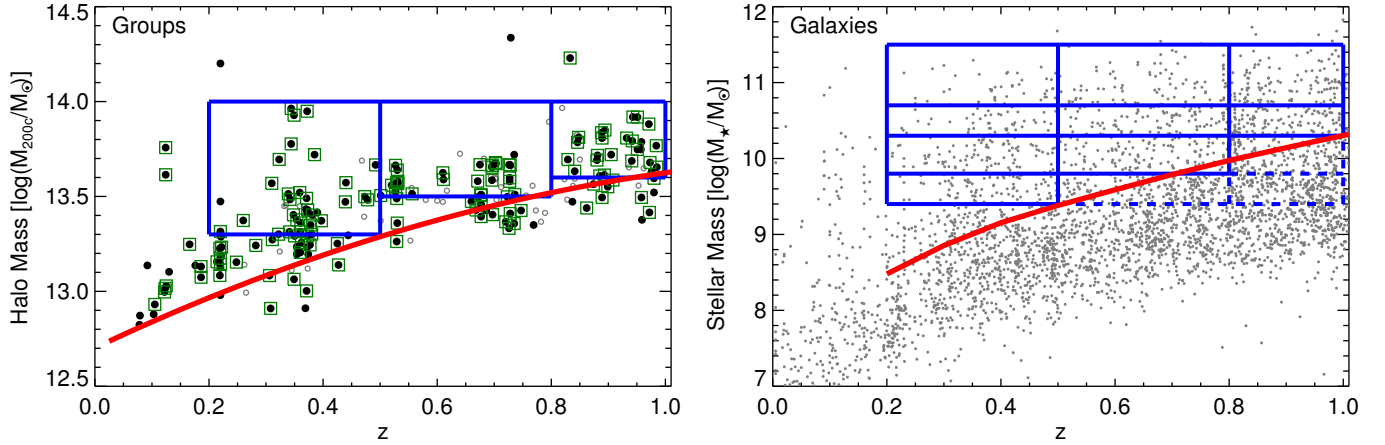 Groups
14.5
14.0
13.5
13.0
12.5
Halo Mass [log(M200c/M⊙)]
0.0 0.2 0.4 0.6 0.8 1.0
z
Galaxies
12
11
10
9
8
7
Stellar Mass [log(M⋆/M⊙)]
0.0 0.2 0.4 0.6 0.8 1.0
z